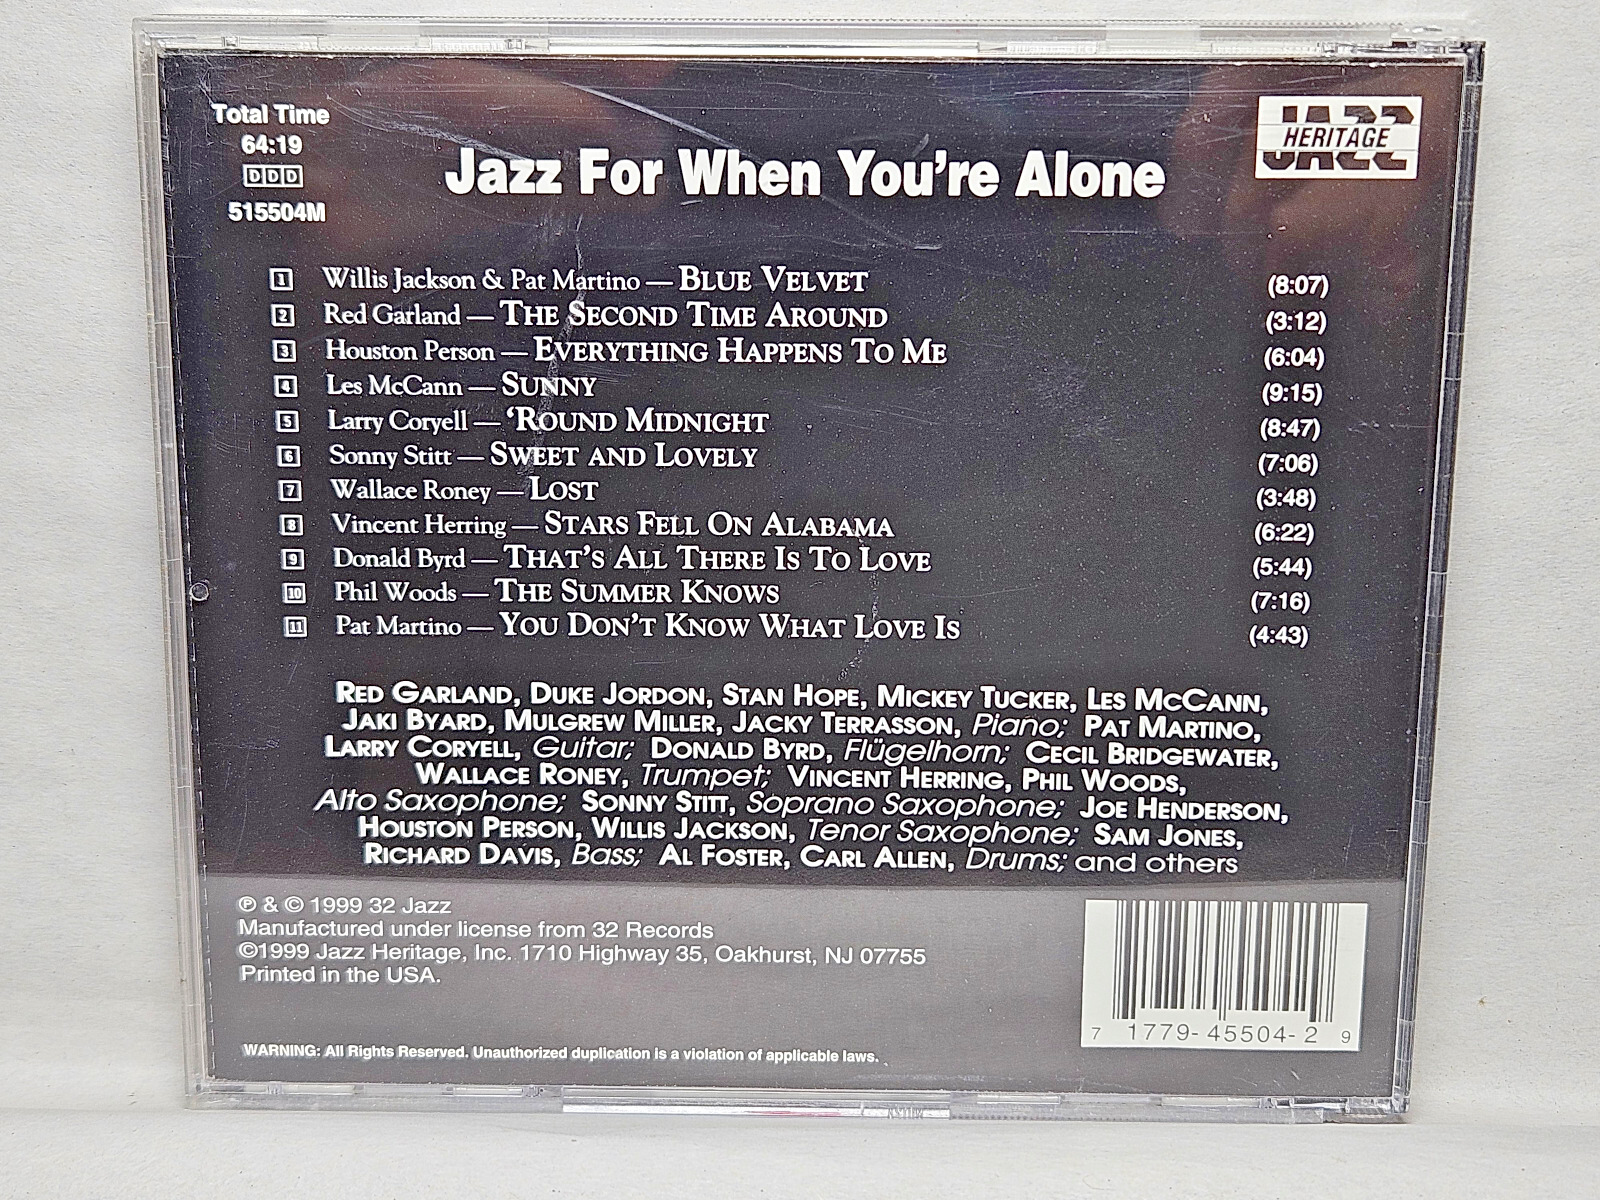 Total Time
64:19
DDD
515504M
Jazz For When You're Alone
JAZZ
HERITAGE
1 Willis Jackson & Pat Martino — BLUE VELVET (8:07)
2 Red Garland — THE SECOND TIME AROUND (3:12)
3 Houston Person — EVERYTHING HAPPENS TO ME (6:04)
4 Les McCann — SUNNY (9:15)
5 Larry Coryell — 'ROUND MIDNIGHT (8:47)
6 Sonny Stitt — SWEET AND LOVELY (7:06)
7 Wallace Roney — LOST (3:48)
8 Vincent Herring — STARS FELL ON ALABAMA (6:22)
9 Donald Byrd — THAT'S ALL THERE IS TO LOVE (5:44)
10 Phil Woods — THE SUMMER KNOWS (7:16)
11 Pat Martino — YOU DON'T KNOW WHAT LOVE IS (4:43)
RED GARLAND, DUKE JORDON, STAN HOPE, MICKEY TUCKER, LES MCCANN,
JAKI BYARD, MULGREW MILLER, JACKY TERRASSON, Piano; PAT MARTINO,
LARRY CORYELL, Guitar; DONALD BYRD, Flügelhorn; CECIL BRIDGEWATER,
WALLACE RONEY, Trumpet; VINCENT HERRING, PHIL WOODS,
Alto Saxophone; SONNY STITT, Soprano Saxophone; JOE HENDERSON,
HOUSTON PERSON, WILLIS JACKSON, Tenor Saxophone; SAM JONES,
RICHARD DAVIS, Bass; AL FOSTER, CARL ALLEN, Drums; and others
℗ & © 1999 32 Jazz
Manufactured under license from 32 Records
©1999 Jazz Heritage, Inc. 1710 Highway 35, Oakhurst, NJ 07755
Printed in the USA.
WARNING: All Rights Reserved. Unauthorized duplication is a violation of applicable laws.
7 1779-45504-2 9